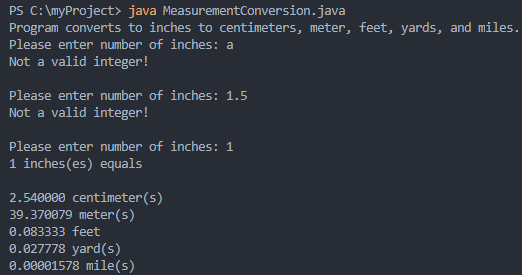 PS C:\myProject> java MeasurementConversion.java
Program converts to inches to centimeters, meter, feet, yards, and miles.
Please enter number of inches: a
Not a valid integer!
Please enter number of inches: 1.5
Not a valid integer!
Please enter number of inches: 1
1 inches(es) equals
2.540000 centimeter(s)
39.370079 meter(s)
0.083333 feet
0.027778 yard(s)
0.00001578 mile(s)